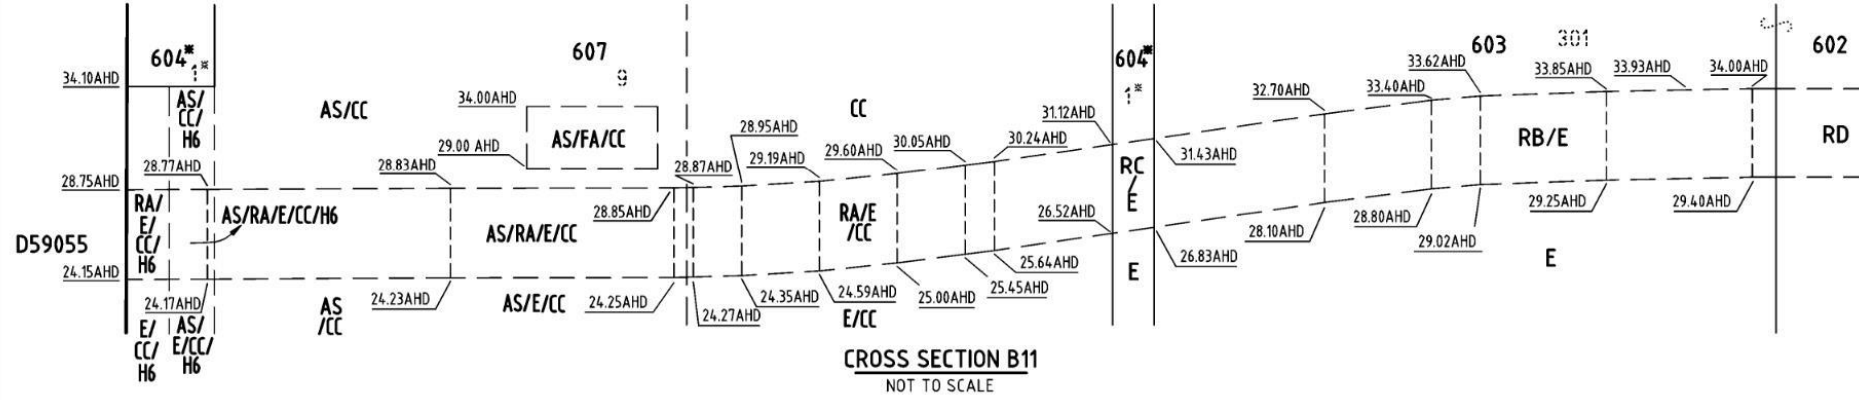 604*
1*
607
9
604*
1*
603
301
602
34.10AHD
AS/
CC/
H6
AS/CC
34.00AHD
AS/FA/CC
29.00 AHD
CC
31.12AHD
32.70AHD
33.40AHD
33.62AHD
33.85AHD
33.93AHD
34.00AHD
RB/E
RD
28.77AHD
28.75AHD
28.83AHD
28.87AHD
28.95AHD
29.19AHD
29.60AHD
30.05AHD
30.24AHD
31.43AHD
RC
/
E
RA/
E/
CC/
H6
AS/RA/E/CC/H6
AS/RA/E/CC
28.85AHD
RA/E
/CC
26.52AHD
28.10AHD
28.80AHD
29.02AHD
29.25AHD
29.40AHD
D59055
24.15AHD
24.17AHD
24.23AHD
24.25AHD
24.27AHD
24.35AHD
24.59AHD
25.00AHD
25.45AHD
25.64AHD
26.83AHD
E
E
E/
CC/
H6
AS/
E/CC/
H6
AS
/CC
AS/E/CC
E/CC
CROSS SECTION B11
NOT TO SCALE